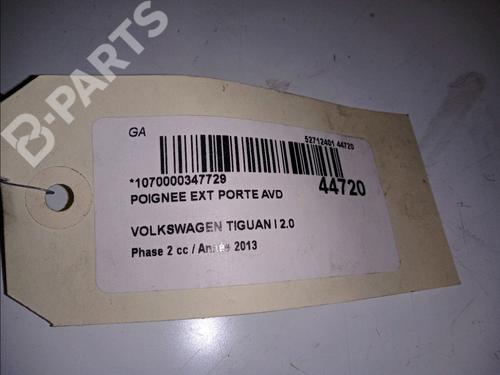 B-PARTS
GA
52712401 44720
*1070000347729
44720
POIGNEE EXT PORTE AVD
VOLKSWAGEN TIGUAN I 2.0
Phase 2 cc / Année 2013